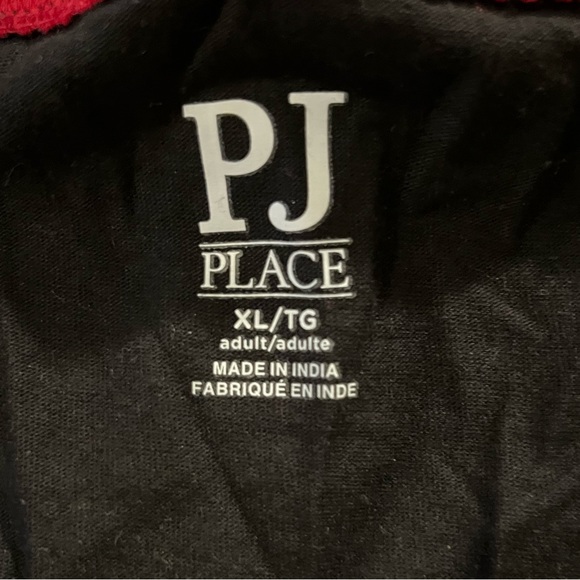 PJ
PLACE
XL/TG
adult/adulte
MADE IN INDIA
FABRIQUÉ EN INDE